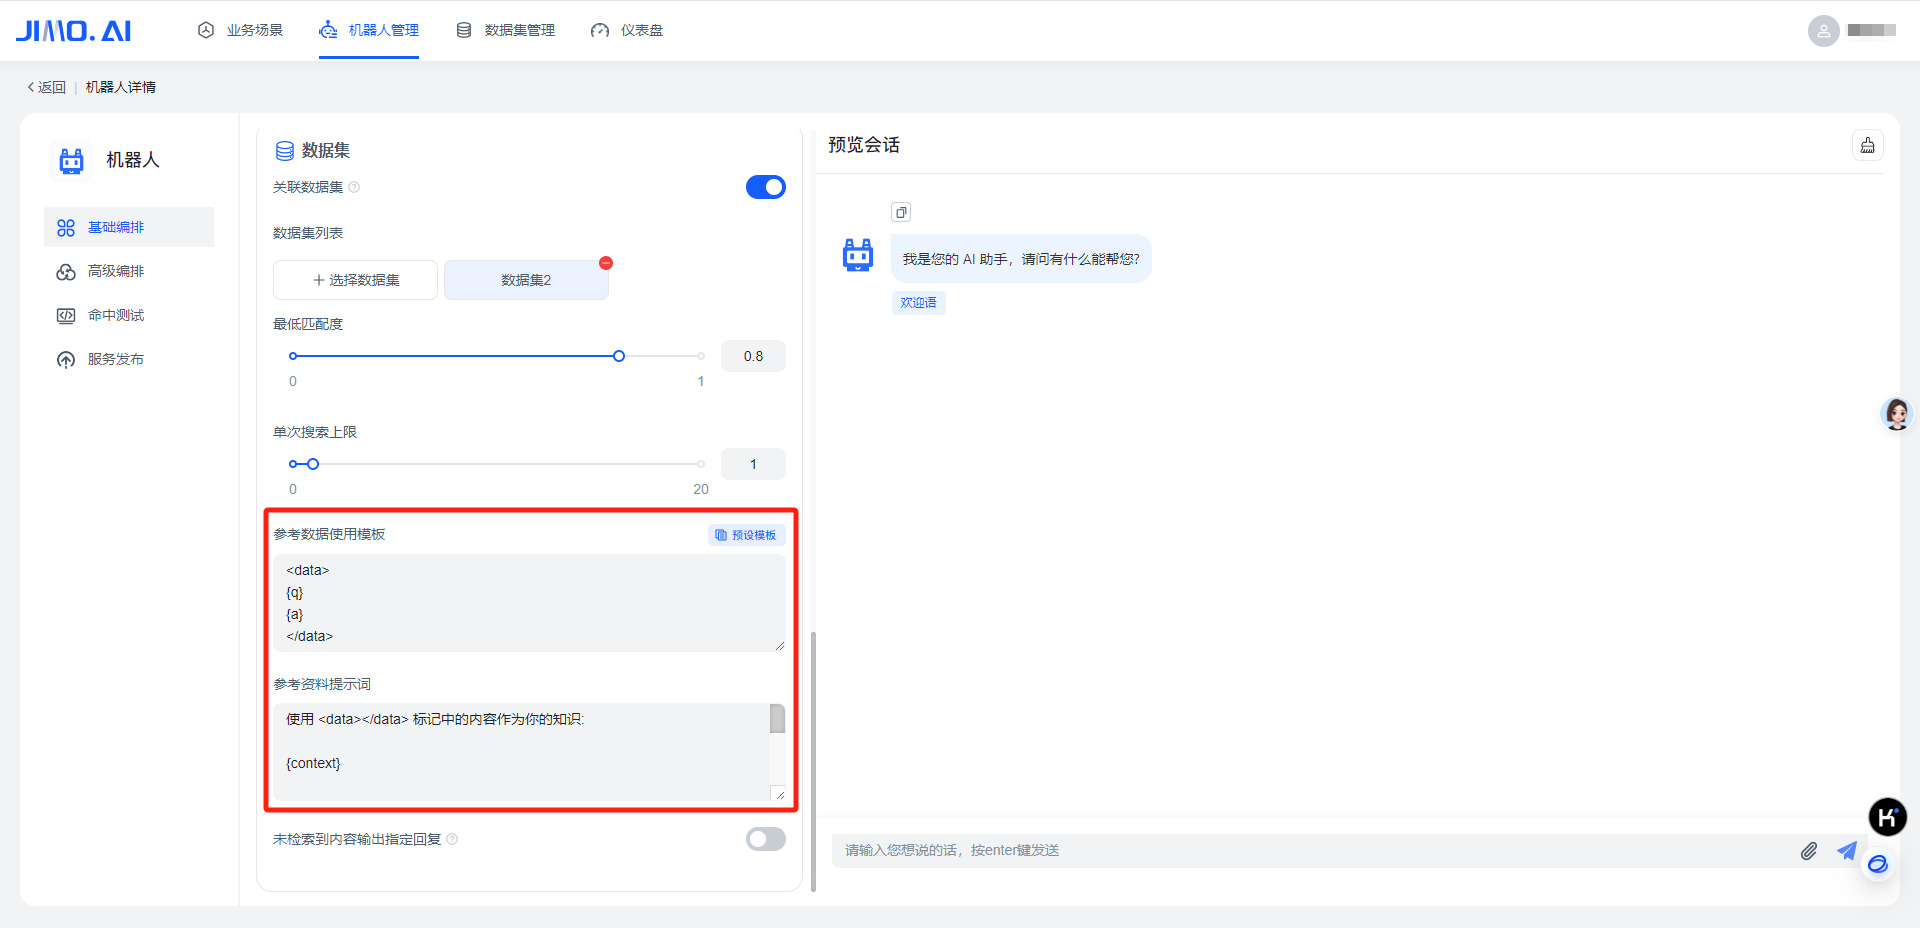 JIMO.AI
业务场景
机器人管理
数据集管理
仪表盘
返回 | 机器人详情
机器人
基础编排
高级编排
命中测试
服务发布
数据集
关联数据集
数据集列表
选择数据集
数据集2
最低匹配度
0.8
0
1
单次搜索上限
1
0
20
参考数据使用模板
预设模板
<data>
{q}
{a}
</data>
参考资料提示词
使用 <data></data> 标记中的内容作为你的知识:
{context}
未检索到内容输出指定回复
预览会话
我是您的 AI 助手，请问有什么能帮您?
欢迎语
请输入您想说的话，按enter键发送
K